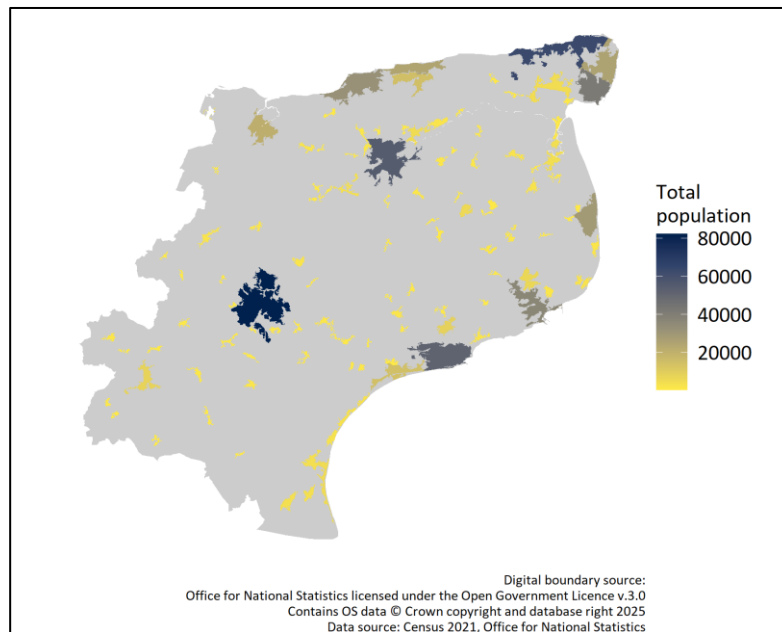 Total
population
80000
60000
40000
20000
Digital boundary source:
Office for National Statistics licensed under the Open Government Licence v.3.0
Contains OS data © Crown copyright and database right 2025
Data source: Census 2021, Office for National Statistics